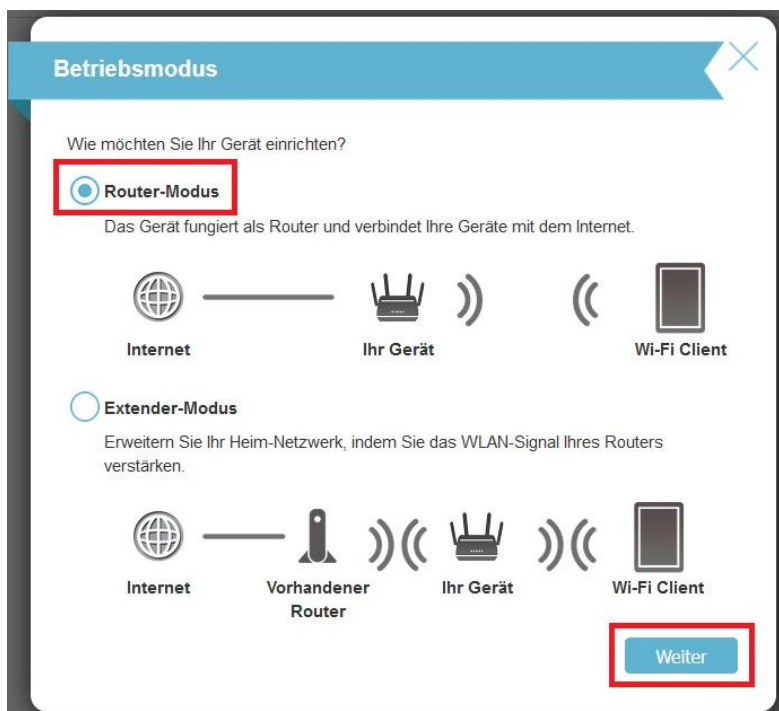 Betriebsmodus
Wie möchten Sie Ihr Gerät einrichten?
Router-Modus
Das Gerät fungiert als Router und verbindet Ihre Geräte mit dem Internet.
Internet
Ihr Gerät
Wi-Fi Client
Extender-Modus
Erweitern Sie Ihr Heim-Netzwerk, indem Sie das WLAN-Signal Ihres Routers
verstärken.
Internet
Vorhandener
Router
Ihr Gerät
Wi-Fi Client
Weiter